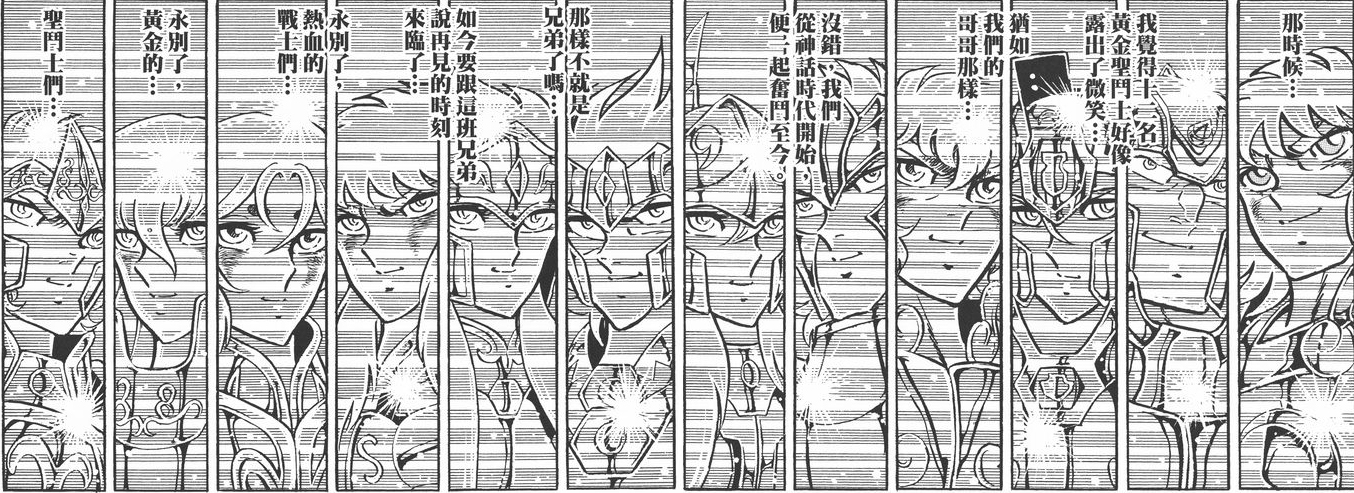 那時候…
我覺得十二名
黃金聖鬥士好像
露出了微笑…
猶如…
我們的
哥哥那樣…
沒錯，我們
從神話時代開始，
便一起奮鬥至今。
那樣不就是
兄弟了嗎…
如今要跟這班兄弟
說再見的時刻
來臨了…
永別了，
熱血的
戰士們…
永別了，
黃金的…
聖鬥士們…